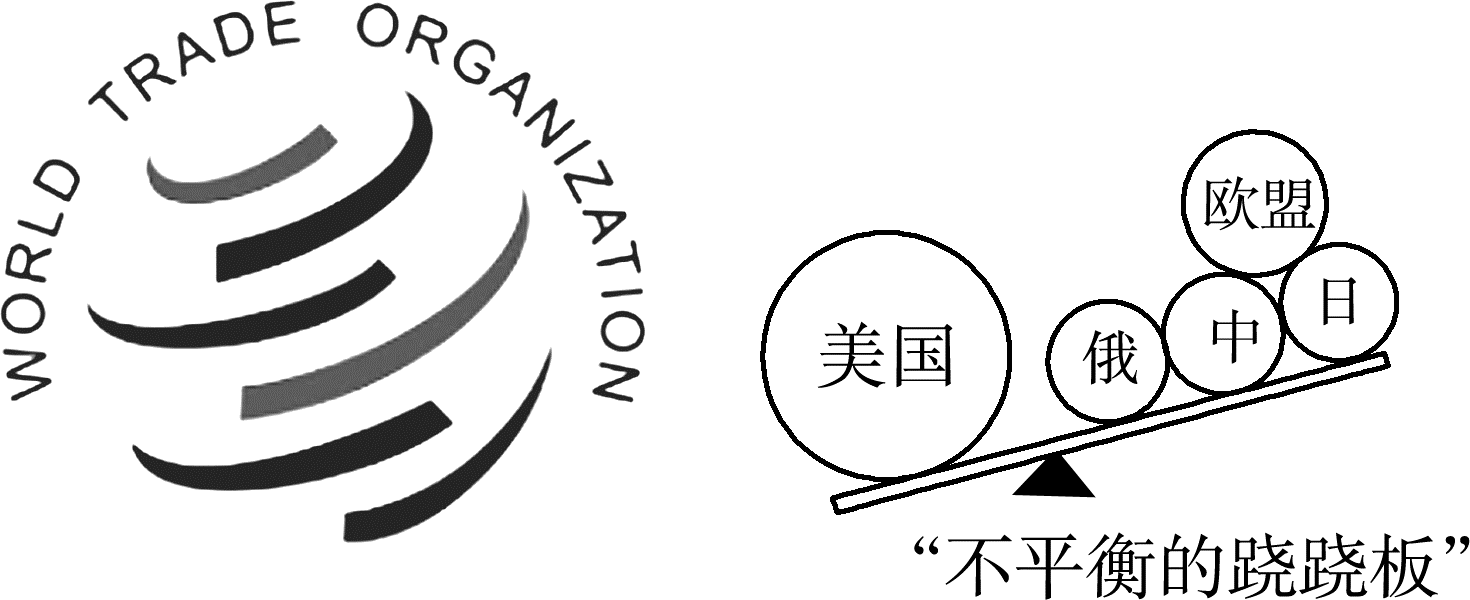 WORLD TRADE ORGANIZATION
欧盟
美国
俄
中
日
“不平衡的跷跷板”